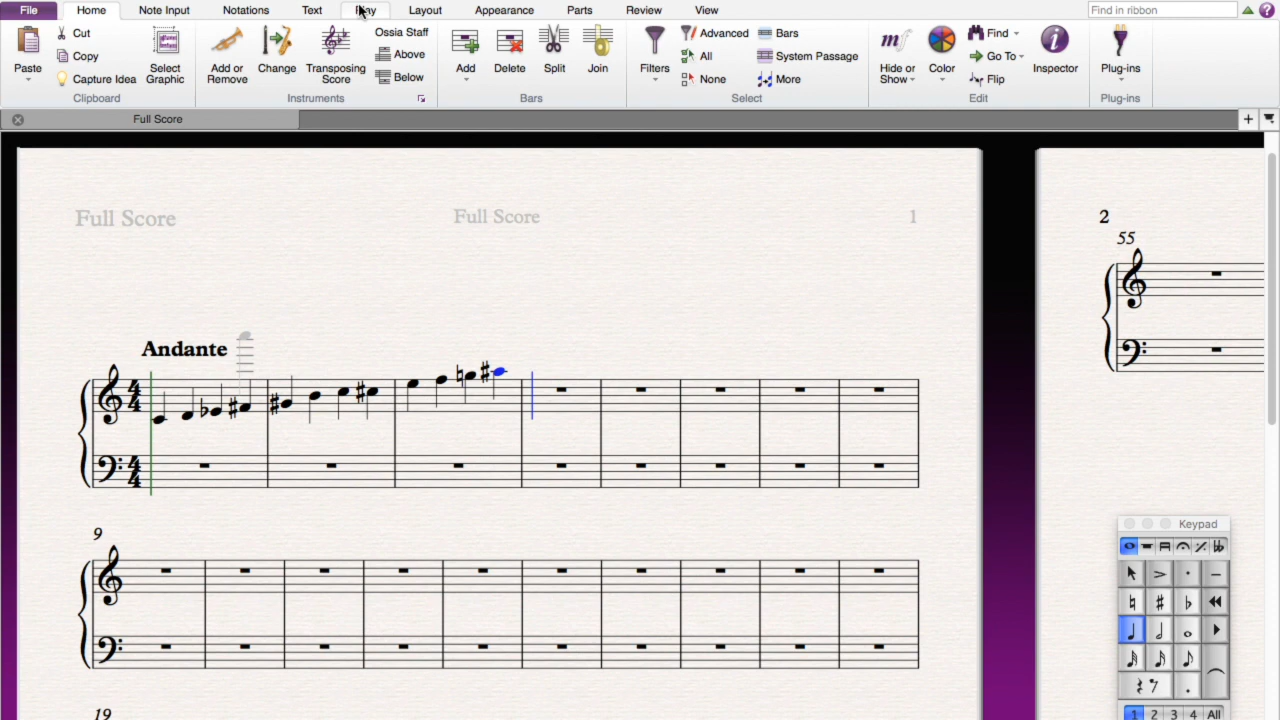 File Home Note Input Notations Text Play Layout Appearance Parts Review View Find in ribbon
Paste Cut Copy Capture Idea Select Graphic
Clipboard
Add or Remove Change Transposing Score Ossia Staff Above Below
Instruments
Add Delete Split Join
Bars
Filters Advanced All None Bars System Passage More
Select
Hide or Show Color Find Go To Flip Inspector
Edit
Plug-ins
Plug-ins
Full Score
Full Score Full Score 1
2
55
Andante
9
19
Keypad
1 2 3 4 All